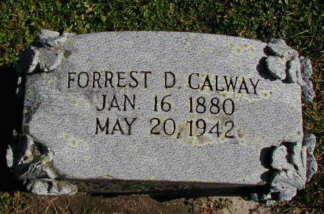 FORREST D. CALWAY
JAN. 16 1880
MAY 20, 1942